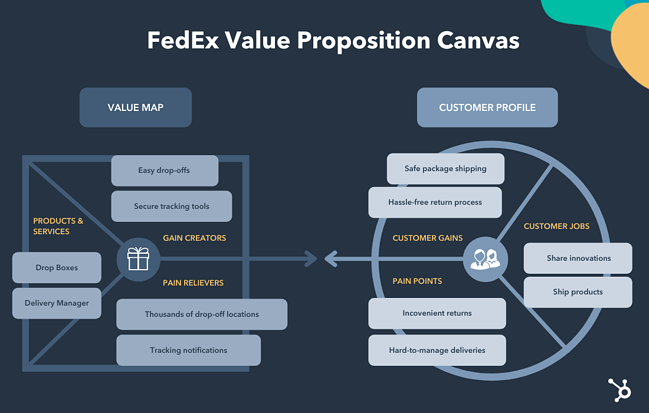 FedEx Value Proposition Canvas
VALUE MAP
Easy drop-offs
Secure tracking tools
PRODUCTS &
SERVICES
GAIN CREATORS
Drop Boxes
Delivery Manager
PAIN RELIEVERS
Thousands of drop-off locations
Tracking notifications
CUSTOMER PROFILE
Safe package shipping
Hassle-free return process
CUSTOMER GAINS
CUSTOMER JOBS
Share innovations
Ship products
PAIN POINTS
Incovenient returns
Hard-to-manage deliveries